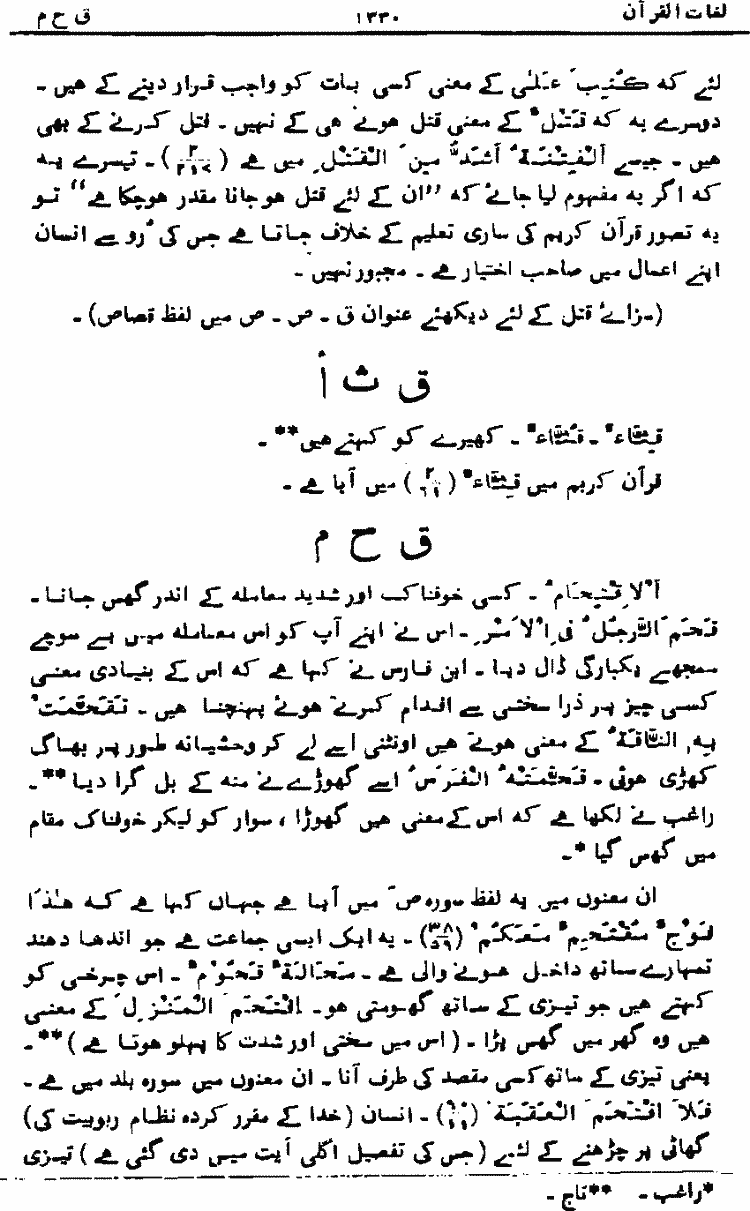 لغات القرآن ۱۳۳۰ ق ح م
لئے کہ کُتِبَ عَلٰی کے معنی کسی بات کو واجب قرار دینے کے ہیں ۔
دوسرے یہ کہ قَتْلٌ کے معنی قتل ہونے ہی کے نہیں ۔ قتل کرنے کے بھی
ہیں ۔ جیسے اَلْفِتْنَةُ اَشَدُّ مِنَ الْقَتْلِ میں ہے (۲/۲۱۷) ۔ تیسرے یہ
کہ اگر یہ مفہوم لیا جائے کہ ”ان کے لئے قتل ہو جانا مقدر ہوچکا ہے“ تو
یہ تصور قرآن کریم کی ساری تعلیم کے خلاف جاتا ہے جس کی رُو سے انسان
اپنے اعمال میں صاحب اختیار ہے ۔ مجبور نہیں ۔
(سزائے قتل کے لئے دیکھئے عنوان ق ۔ ص ۔ ص میں لفظ قصاص) ۔
ق ث أ
قِثَّاءٌ ۔ قُثَّاءٌ ۔ کھیرے کو کہتے ہیں** ۔
قرآن کریم میں قِثَّاءٌ (۲/۶۱) میں آیا ہے ۔
ق ح م
اَلْاِقْتِحَامُ ۔ کسی خوفناک اور شدید معاملہ کے اندر گھس جانا ۔
قَحَمَ الرَّجُلُ فِی الْاَمْرِ ۔ اس نے اپنے آپ کو اس معاملہ میں بے سوچے
سمجھے یکبارگی ڈال دیا ۔ ابن فارس نے کہا ہے کہ اس کے بنیادی معنی
کسی چیز پر ذرا سختی سے اقدام کرتے ہوئے پہنچنا ہیں ۔ تَقَحَّمَتْ
بِهِ النَّاقَةُ کے معنی ہوتے ہیں اونٹنی اسے لے کر وحشیانہ طور پر بھاگ
کھڑی ہوئی ۔ قَحَّمَتْهُ الْفَرَسُ اسے گھوڑے نے منہ کے بل گرا دیا** ۔
راغب نے لکھا ہے کہ اس کے معنی ہیں گھوڑا ، سوار کو لیکر خوفناک مقام
میں گھس گیا * ۔
ان معنوں میں یہ لفظ سورہ صٓ میں آیا ہے جہاں کہا ہے کہ هٰذَا
فَوْجٌ مُّقْتَحِمٌ مَّعَکُمْ (۳۸/۵۹) ۔ یہ ایک ایسی جماعت ہے جو اندھا دھند
تمہارے ساتھ داخل ہونے والی ہے ۔ مَحَالَةٌ قَحُوْمٌ ۔ اس چرخی کو
کہتے ہیں جو تیزی کے ساتھ گھومتی ہو ۔ اقْتَحَمَ الْمَنْزِلَ کے معنی
ہیں وہ گھر میں گھس پڑا ۔ (اس میں سختی اور شدت کا پہلو ہوتا ہے)** ۔
یعنی تیزی کے ساتھ کسی مقصد کی طرف آنا ۔ ان معنوں میں سورہ بلد میں ہے ۔
فَلَا اقْتَحَمَ الْعَقَبَةَ (۹۰/۱۱) ۔ انسان (خدا کے مقرر کردہ نظام ربوبیت کی)
گھاٹی پر چڑھنے کے لئے (جس کی تفصیل اگلی آیت میں دی گئی ہے) تیزی
*راغب ۔ **تاج ۔